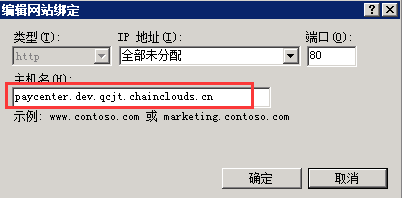 编辑网站绑定
类型(T): IP 地址(I): 端口(O):
http 全部未分配 80
主机名(H):
paycenter.dev.qcjt.chainclouds.cn
示例: www.contoso.com 或 marketing.contoso.com
确定 取消